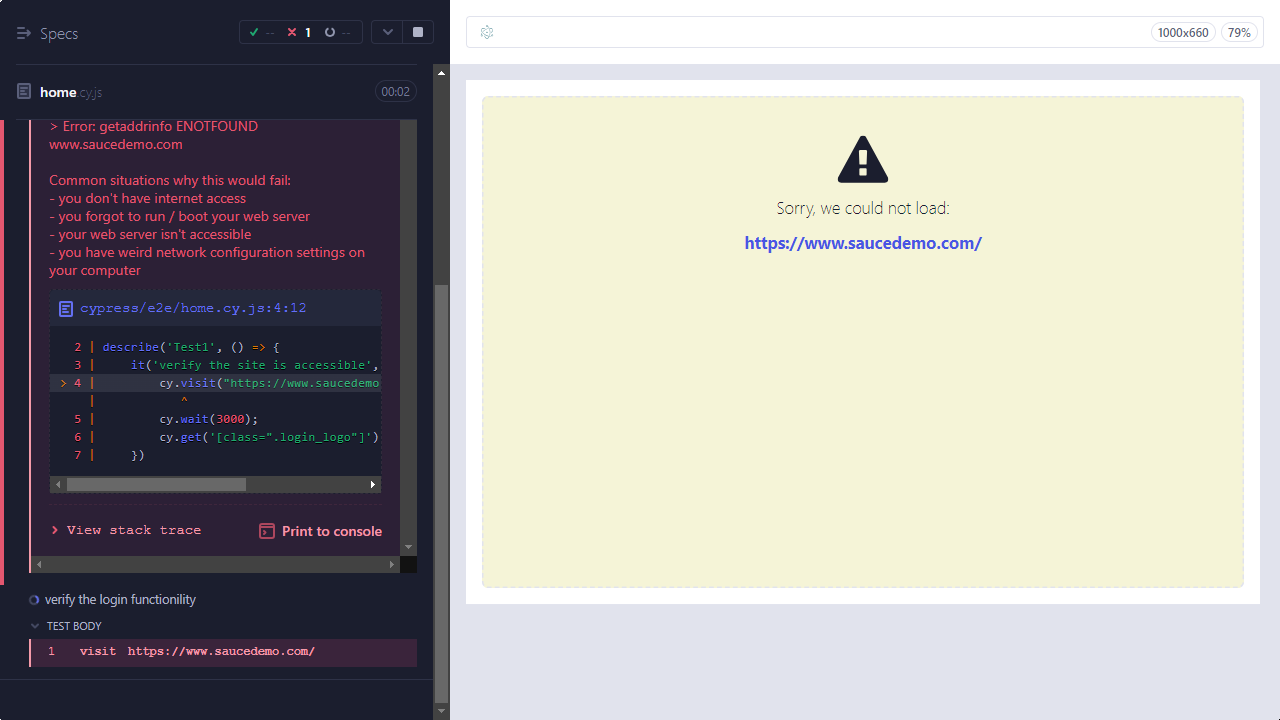 Specs
-- 1 --
home.cy.js 00:02
> Error: getaddrinfo ENOTFOUND
www.saucedemo.com
Common situations why this would fail:
- you don't have internet access
- you forgot to run / boot your web server
- your web server isn't accessible
- you have weird network configuration settings on
your computer
cypress/e2e/home.cy.js:4:12
2 | describe('Test1', () => {
3 | it('verify the site is accessible',
> 4 | cy.visit("https://www.saucedemo
| ^
5 | cy.wait(3000);
6 | cy.get('[class=".login_logo"]')
7 | })
> View stack trace
Print to console
verify the login functionility
TEST BODY
1 visit https://www.saucedemo.com/
1000x660 79%
Sorry, we could not load:
https://www.saucedemo.com/